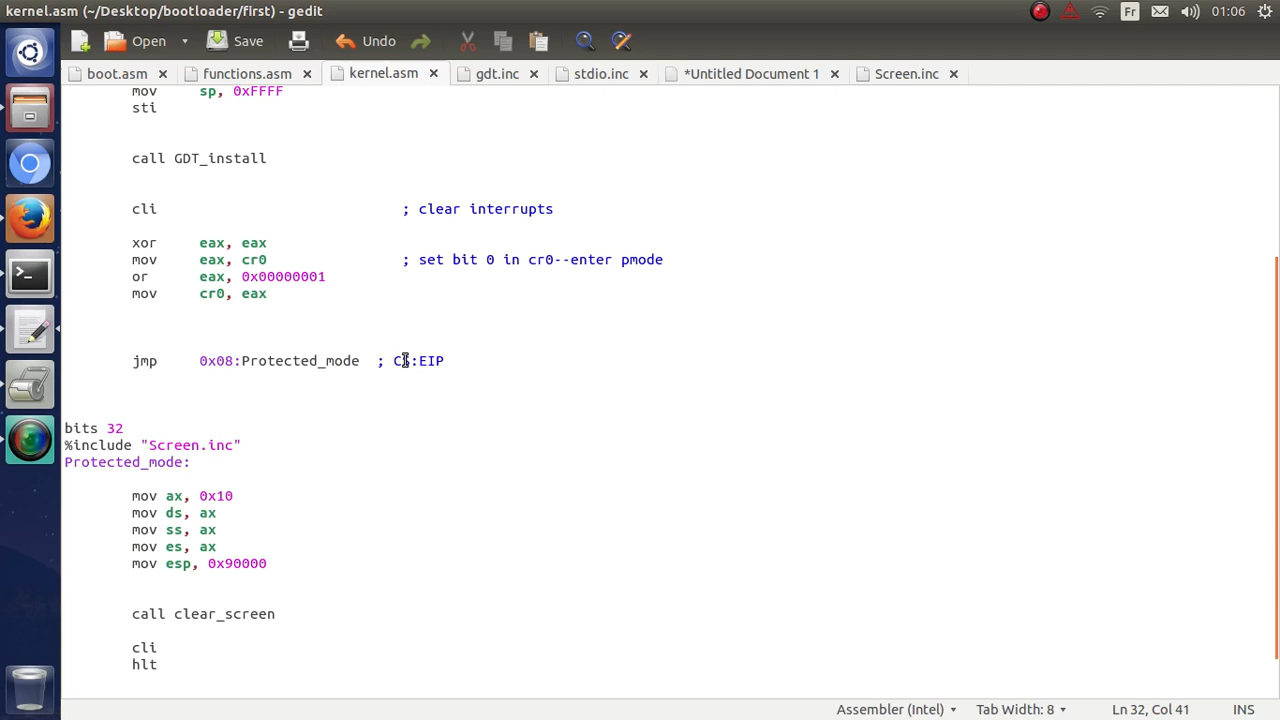 kernel.asm (~/Desktop/bootloader/first) - gedit
Fr 01:06
Open Save Undo
boot.asm functions.asm kernel.asm gdt.inc stdio.inc *Untitled Document 1 Screen.inc
mov sp, 0xFFFF
sti
call GDT_install
cli ; clear interrupts
xor eax, eax
mov eax, cr0 ; set bit 0 in cr0--enter pmode
or eax, 0x00000001
mov cr0, eax
jmp 0x08:Protected_mode ; CS:EIP
bits 32
%include "Screen.inc"
Protected_mode:
mov ax, 0x10
mov ds, ax
mov ss, ax
mov es, ax
mov esp, 0x90000
call clear_screen
cli
hlt
Assembler (Intel) Tab Width: 8 Ln 32, Col 41 INS